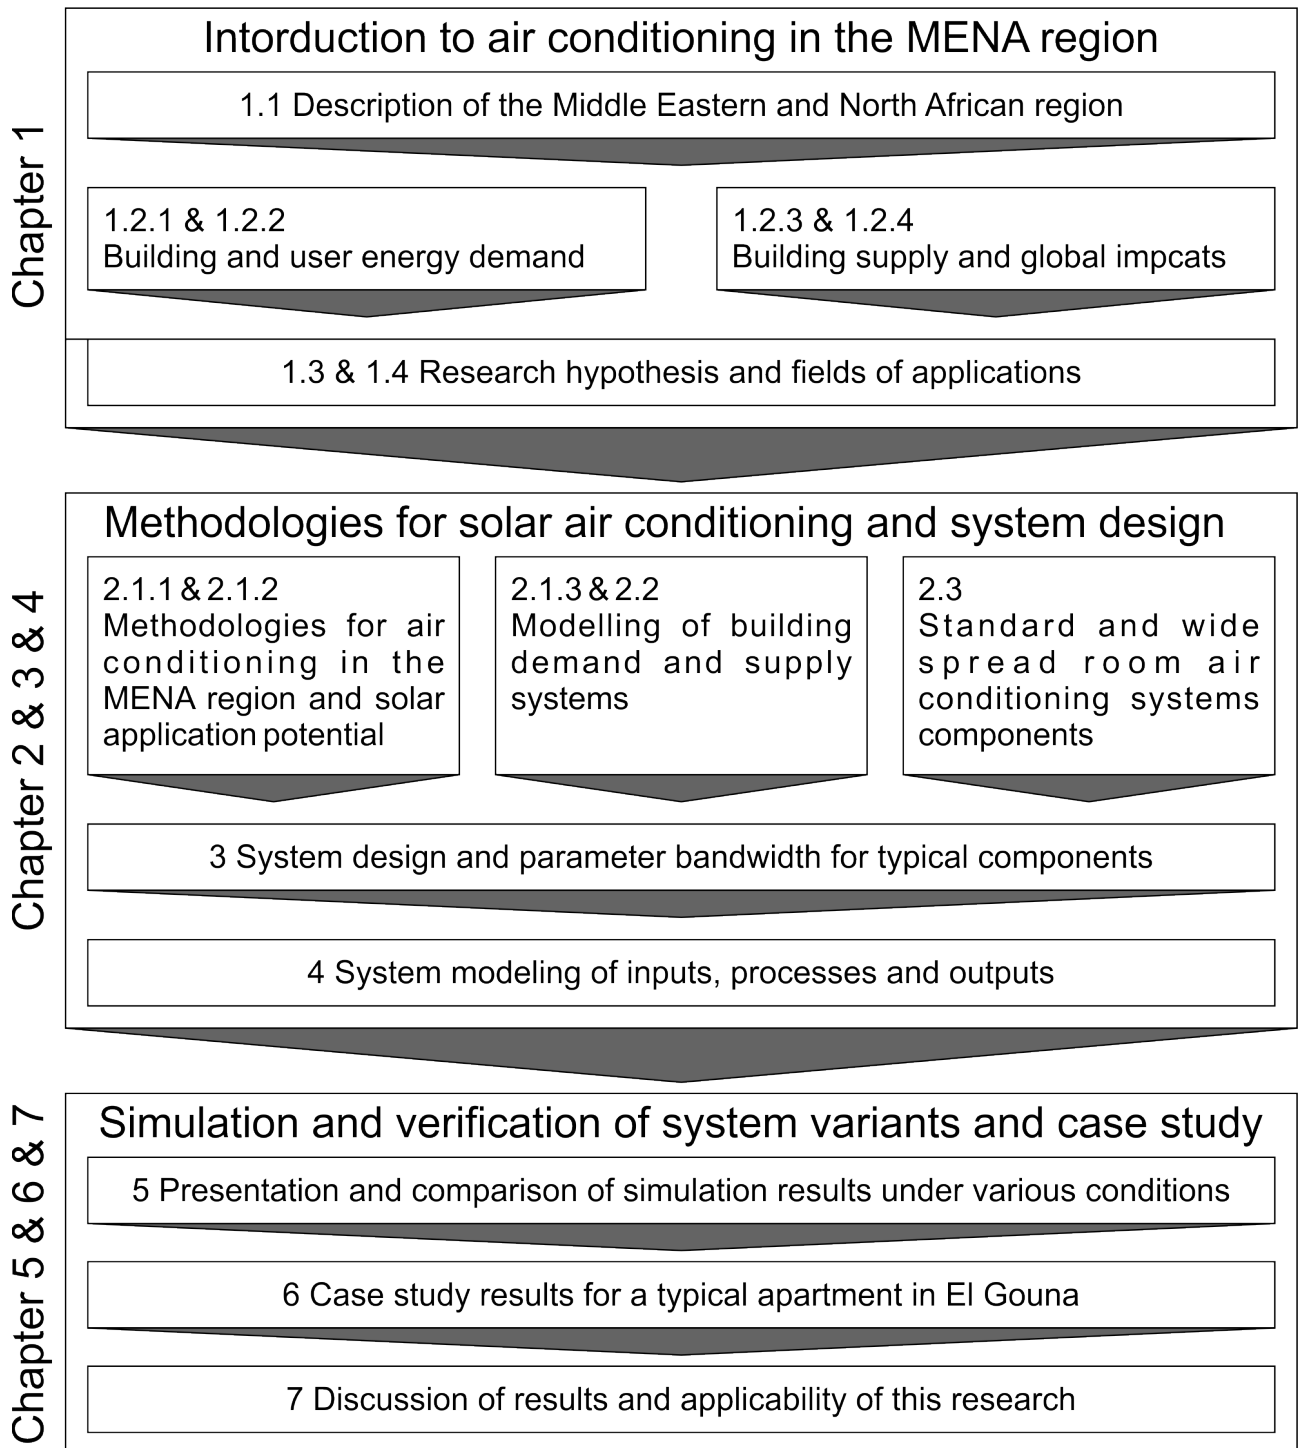 Chapter 1
Intorduction to air conditioning in the MENA region
1.1 Description of the Middle Eastern and North African region
1.2.1 & 1.2.2
Building and user energy demand
1.2.3 & 1.2.4
Building supply and global impcats
1.3 & 1.4 Research hypothesis and fields of applications
Chapter 2 & 3 & 4
Methodologies for solar air conditioning and system design
2.1.1 & 2.1.2
Methodologies for air
conditioning in the
MENA region and solar
application potential
2.1.3 & 2.2
Modelling of building
demand and supply
systems
2.3
Standard and wide
spread room air
conditioning systems
components
3 System design and parameter bandwidth for typical components
4 System modeling of inputs, processes and outputs
Chapter 5 & 6 & 7
Simulation and verification of system variants and case study
5 Presentation and comparison of simulation results under various conditions
6 Case study results for a typical apartment in El Gouna
7 Discussion of results and applicability of this research